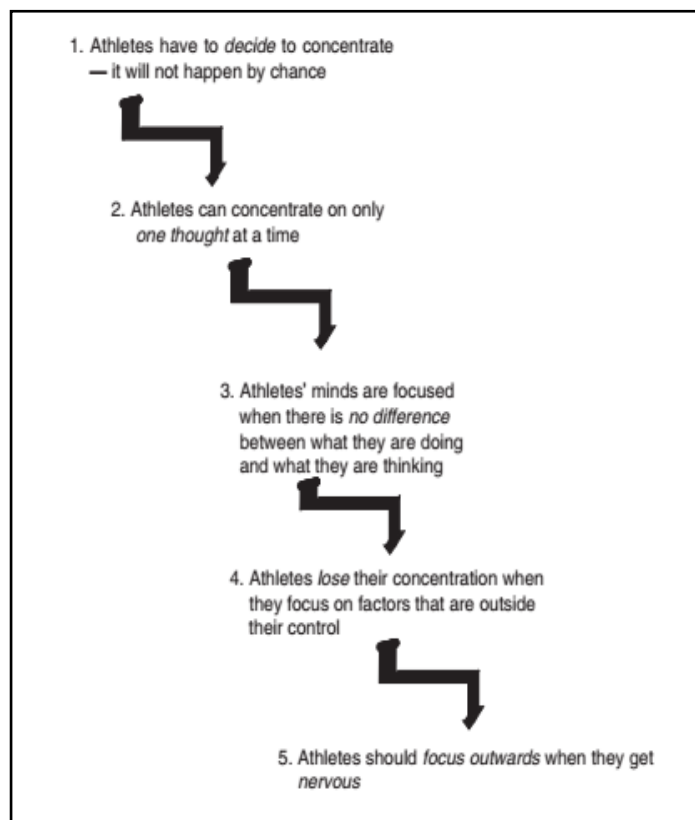 1. Athletes have to decide to concentrate
— it will not happen by chance
2. Athletes can concentrate on only
one thought at a time
3. Athletes' minds are focused
when there is no difference
between what they are doing
and what they are thinking
4. Athletes lose their concentration when
they focus on factors that are outside
their control
5. Athletes should focus outwards when they get
nervous